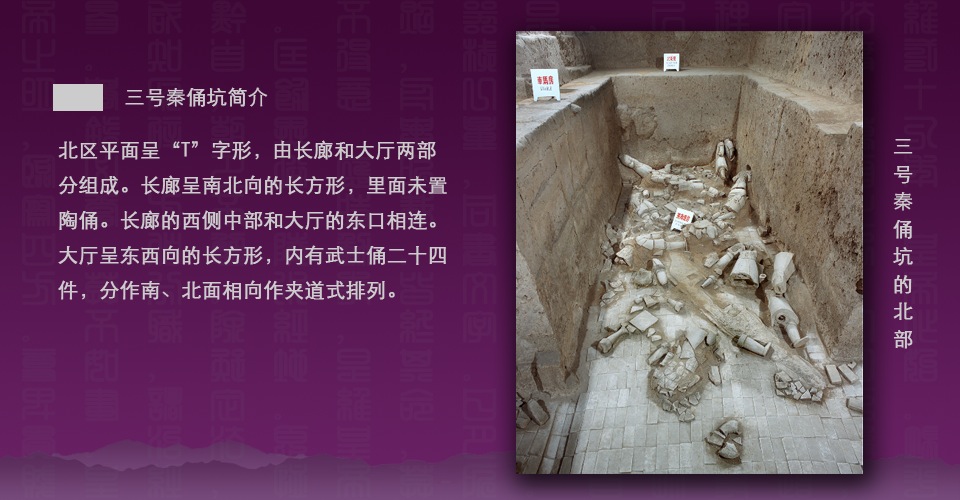 三号秦俑坑简介
北区平面呈“T”字形，由长廊和大厅两部
分组成。长廊呈南北向的长方形，里面未置
陶俑。长廊的西侧中部和大厅的东口相连。
大厅呈东西向的长方形，内有武士俑二十四
件，分作南、北面相向作夹道式排列。
車馬房
三号秦俑坑的北部